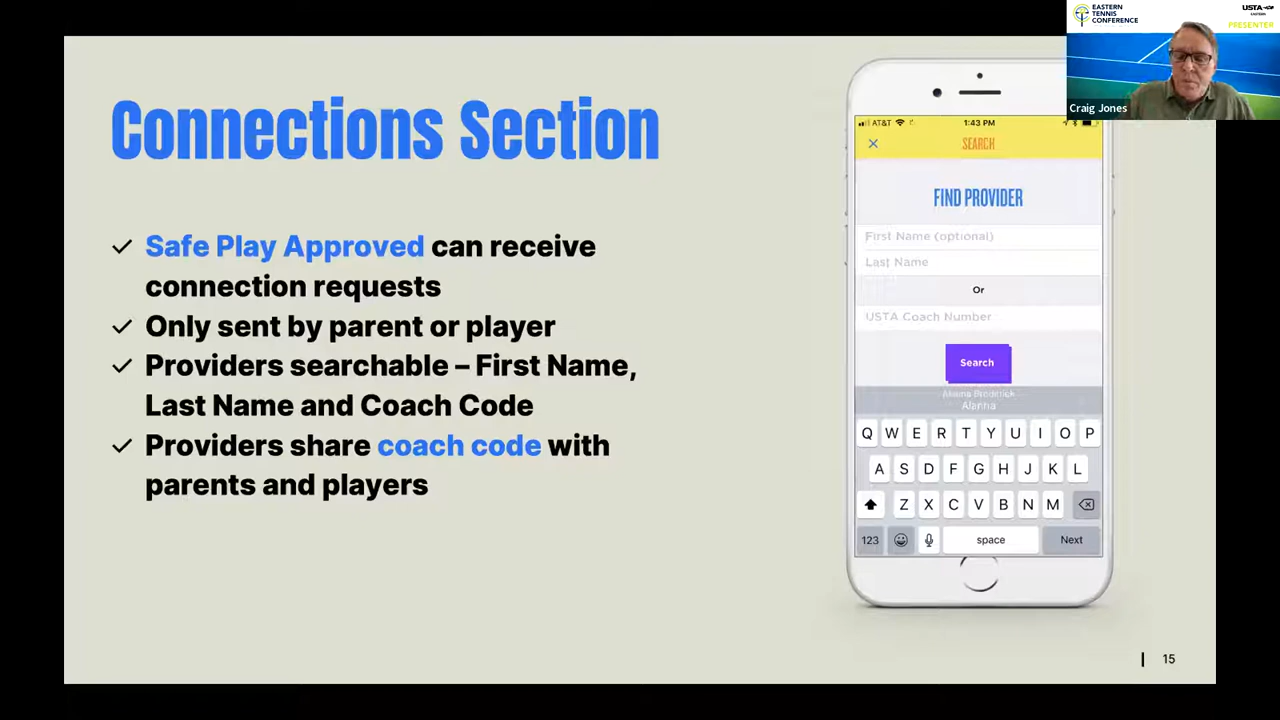 EASTERN
TENNIS
CONFERENCE
USTA
EASTERN
PRESENTER
Craig Jones
Connections Section
✓ Safe Play Approved can receive
connection requests
✓ Only sent by parent or player
✓ Providers searchable – First Name,
Last Name and Coach Code
✓ Providers share coach code with
parents and players
AT&T 1:43 PM
✕ SEARCH
FIND PROVIDER
First Name (optional)
Last Name
Or
USTA Coach Number
Search
Alanna
Q W E R T Y U I O P
A S D F G H J K L
Z X C V B N M
123 space Next
15